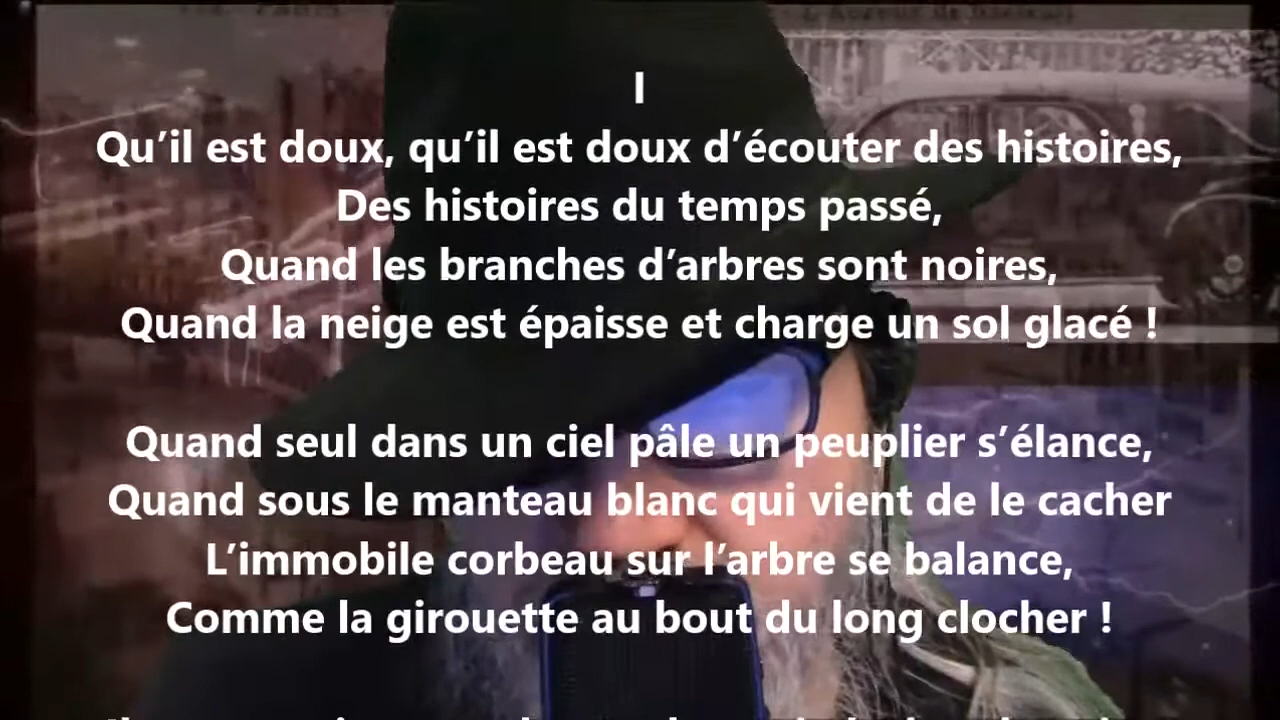 I
Qu’il est doux, qu’il est doux d’écouter des histoires,
Des histoires du temps passé,
Quand les branches d’arbres sont noires,
Quand la neige est épaisse et charge un sol glacé !
Quand seul dans un ciel pâle un peuplier s’élance,
Quand sous le manteau blanc qui vient de le cacher
L’immobile corbeau sur l’arbre se balance,
Comme la girouette au bout du long clocher !